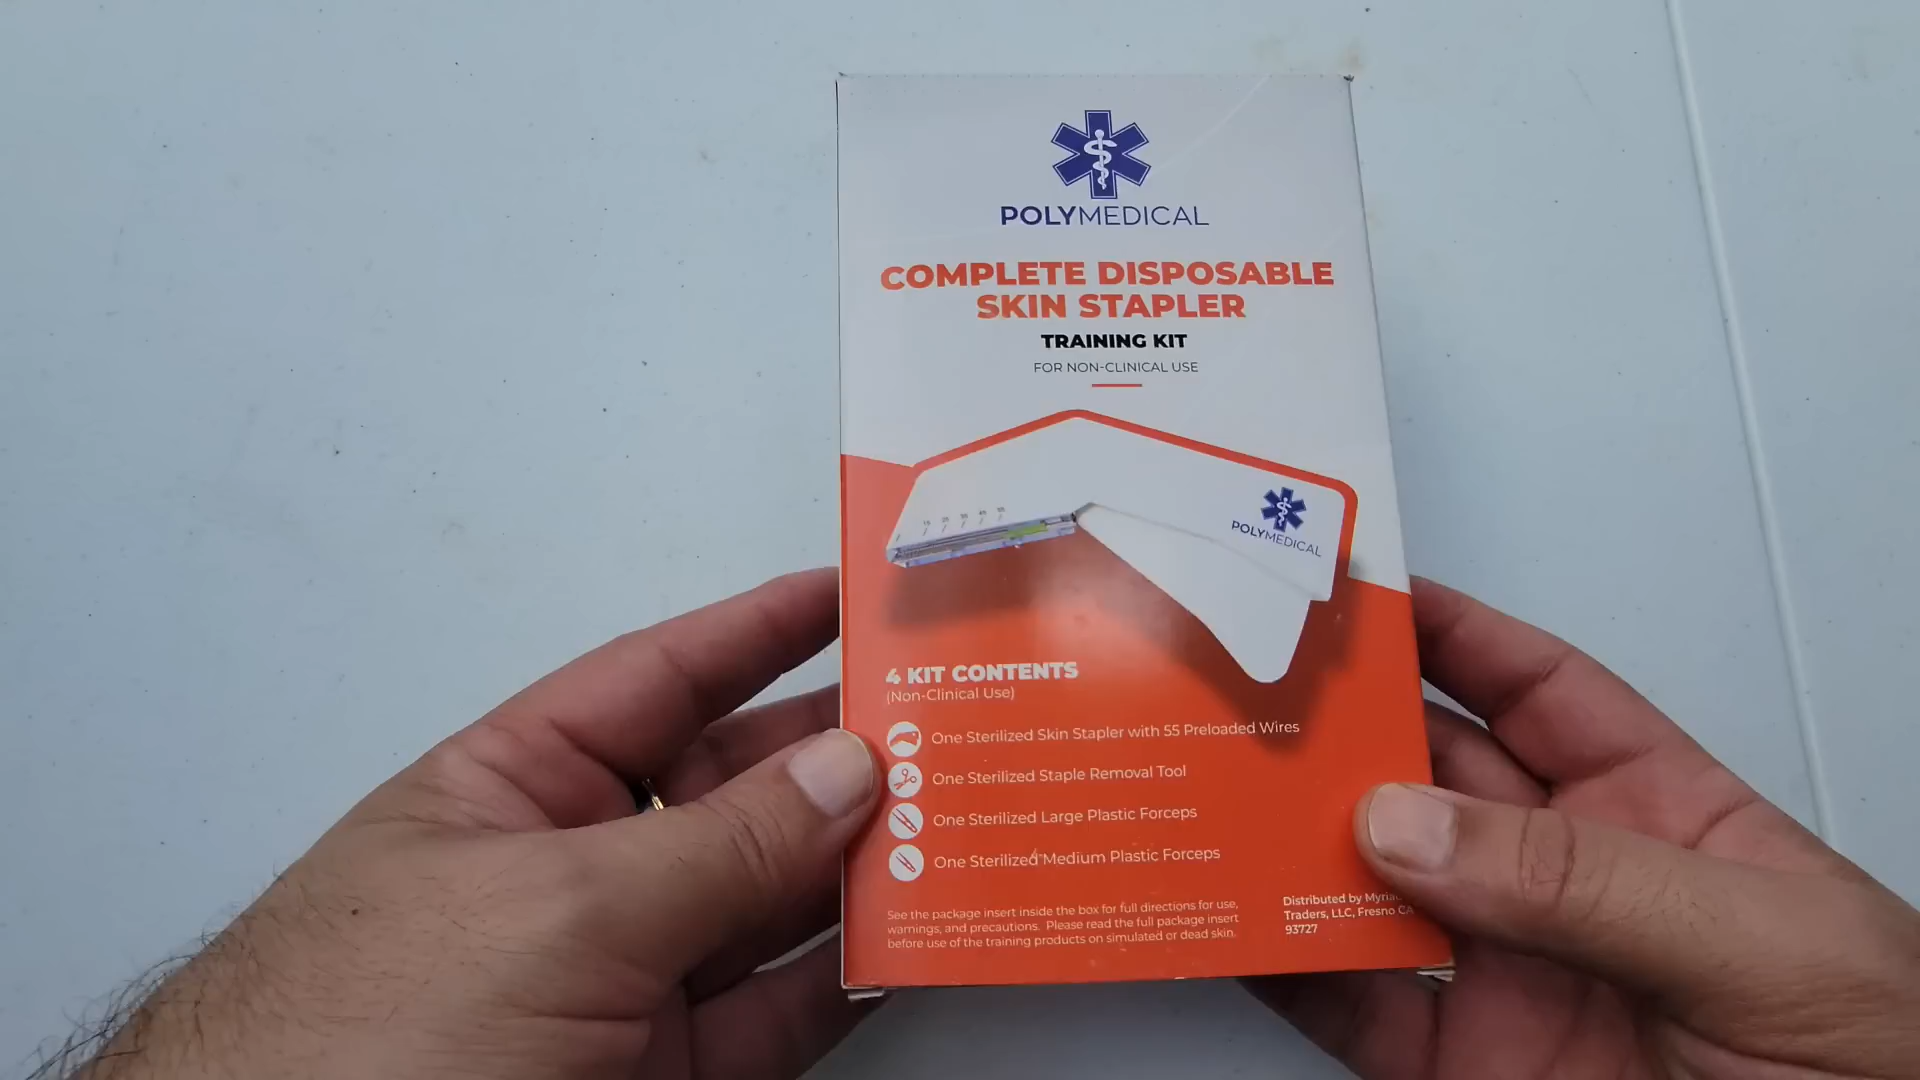 POLYMEDICAL
COMPLETE DISPOSABLE
SKIN STAPLER
TRAINING KIT
FOR NON-CLINICAL USE
POLYMEDICAL
4 KIT CONTENTS
(Non-Clinical Use)
One Sterilized Skin Stapler with 55 Preloaded Wires
One Sterilized Staple Removal Tool
One Sterilized Large Plastic Forceps
One Sterilized Medium Plastic Forceps
See the package insert inside the box for full directions for use,
warnings, and precautions. Please read the full package insert
before use of the training products on simulated or dead skin.
Distributed by
Traders, LLC, Fresno CA
93727